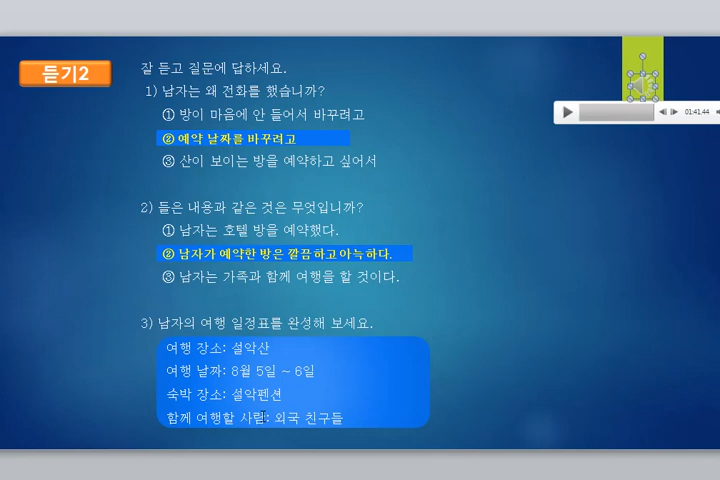 듣기2
잘 듣고 질문에 답하세요.
1) 남자는 왜 전화를 했습니까?
① 방이 마음에 안 들어서 바꾸려고
② 예약 날짜를 바꾸려고
③ 산이 보이는 방을 예약하고 싶어서
01:41.44
2) 들은 내용과 같은 것은 무엇입니까?
① 남자는 호텔 방을 예약했다.
② 남자가 예약한 방은 깔끔하고 아늑하다.
③ 남자는 가족과 함께 여행을 할 것이다.
3) 남자의 여행 일정표를 완성해 보세요.
여행 장소: 설악산
여행 날짜: 8월 5일 ~ 6일
숙박 장소: 설악펜션
함께 여행할 사람: 외국 친구들